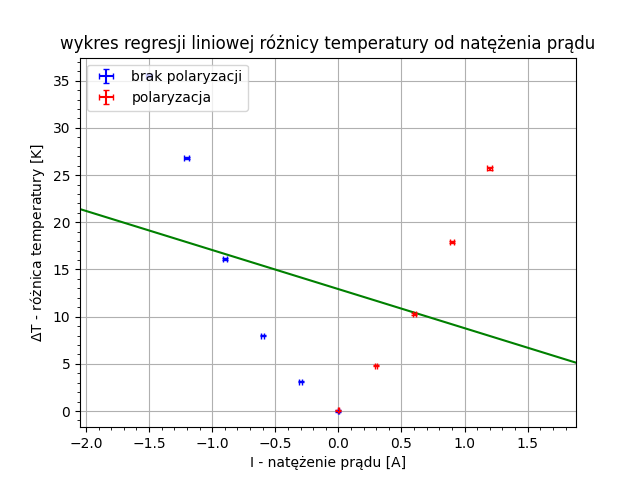 wykres regresji liniowej różnicy temperatury od natężenia prądu
brak polaryzacji
polaryzacja
35
30
25
20
15
10
5
0
ΔT - różnica temperatury [K]
−2.0 −1.5 −1.0 −0.5 0.0 0.5 1.0 1.5
I - natężenie prądu [A]